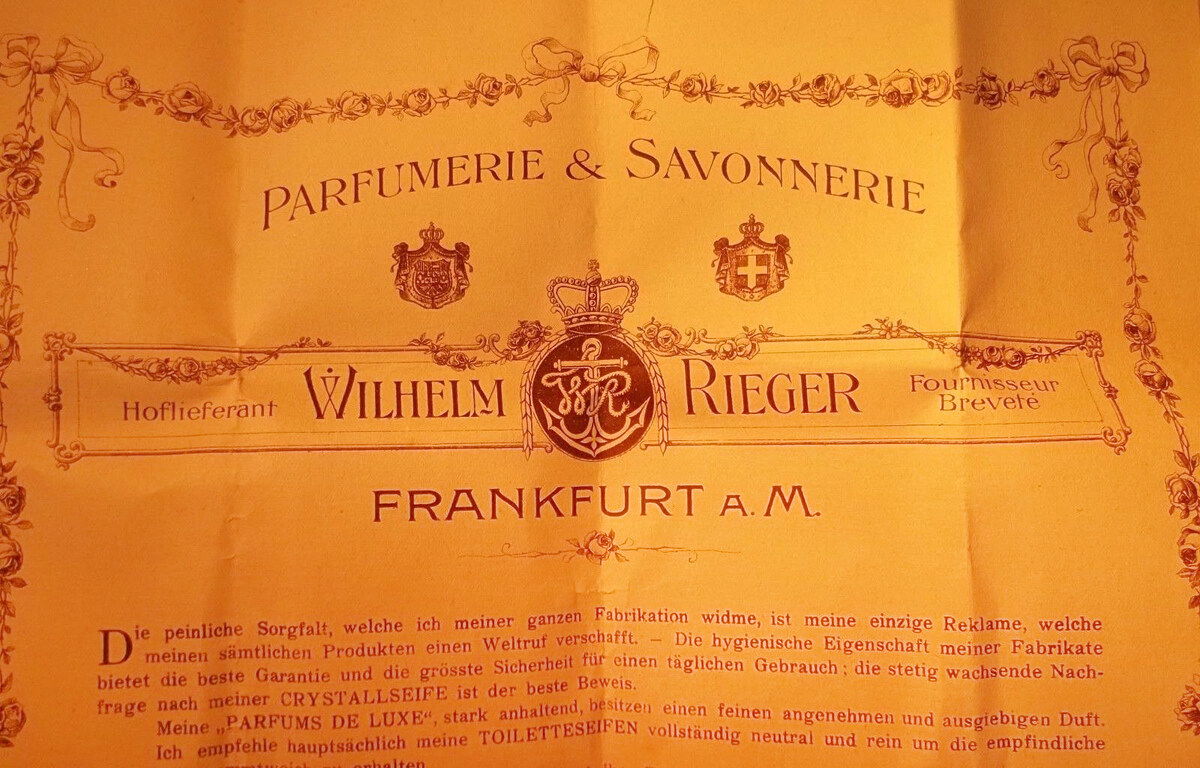 PARFUMERIE & SAVONNERIE
Hoflieferant WILHELM WR RIEGER Fournisseur
Breveté
FRANKFURT A. M.
Die peinliche Sorgfalt, welche ich meiner ganzen Fabrikation widme, ist meine einzige Reklame, welche
meinen sämtlichen Produkten einen Weltruf verschafft. — Die hygienische Eigenschaft meiner Fabrikate
bietet die beste Garantie und die grösste Sicherheit für einen täglichen Gebrauch; die stetig wachsende Nach-
frage nach meiner CRYSTALLSEIFE ist der beste Beweis.
Meine „PARFUMS DE LUXE“, stark anhaltend, besitzen einen feinen angenehmen und ausgiebigen Duft.
Ich empfehle hauptsächlich meine TOILETTESEIFEN vollständig neutral und rein um die empfindliche